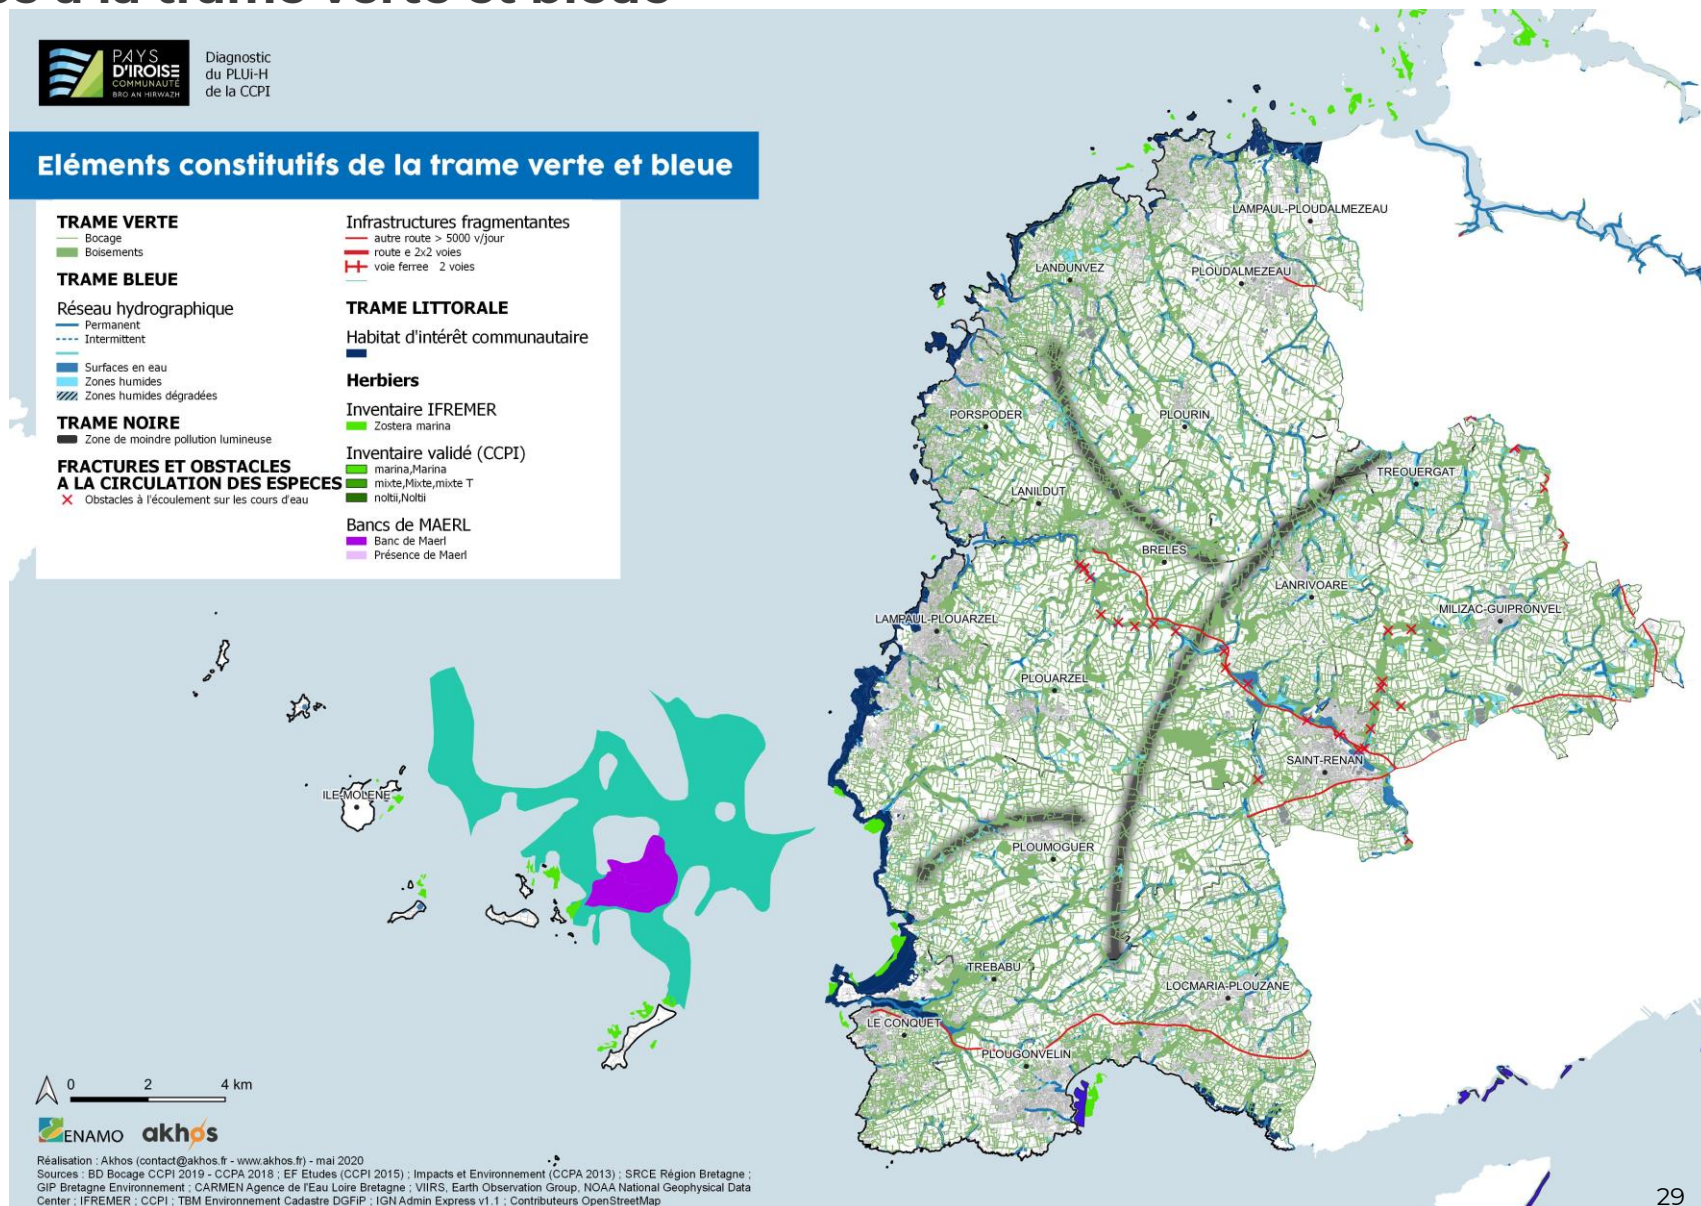 es à la trame verte et bleue
PAYS
D'IROISE
COMMUNAUTÉ
BRO AN HIRWAZH
Diagnostic
du PLUi-H
de la CCPI
Eléments constitutifs de la trame verte et bleue
TRAME VERTE
Bocage
Boisements
TRAME BLEUE
Réseau hydrographique
Permanent
Intermittent
Surfaces en eau
Zones humides
Zones humides dégradées
TRAME NOIRE
Zone de moindre pollution lumineuse
FRACTURES ET OBSTACLES
A LA CIRCULATION DES ESPECES
Obstacles à l'écoulement sur les cours d'eau
Infrastructures fragmentantes
autre route > 5000 v/jour
route e 2x2 voies
voie ferree 2 voies
TRAME LITTORALE
Habitat d'intérêt communautaire
Herbiers
Inventaire IFREMER
Zostera marina
Inventaire validé (CCPI)
marina,Marina
mixte,Mixte,mixte T
noltii,Noltii
Bancs de MAERL
Banc de Maerl
Présence de Maerl
LAMPAUL-PLOUDALMEZEAU
LANDUNVEZ
PLOUDALMEZEAU
PORSPODER
PLOURIN
TREOUERGAT
LANILDUT
BRELES
LANRIVOARE
MILIZAC-GUIPRONVEL
LAMPAUL-PLOUARZEL
PLOUARZEL
SAINT-RENAN
ILE-MOLENE
PLOUMOGUER
TREBABU
LOCMARIA-PLOUZANE
LE CONQUET
PLOUGONVELIN
0 2 4 km
ENAMO akhos
Réalisation : Akhos (contact@akhos.fr - www.akhos.fr) - mai 2020
Sources : BD Bocage CCPI 2019 - CCPA 2018 ; EF Etudes (CCPI 2015) ; Impacts et Environnement (CCPA 2013) ; SRCE Région Bretagne ;
GIP Bretagne Environnement ; CARMEN Agence de l'Eau Loire Bretagne ; VIIRS, Earth Observation Group, NOAA National Geophysical Data
Center ; IFREMER ; CCPI ; TBM Environnement Cadastre DGFiP ; IGN Admin Express v1.1 ; Contributeurs OpenStreetMap
29